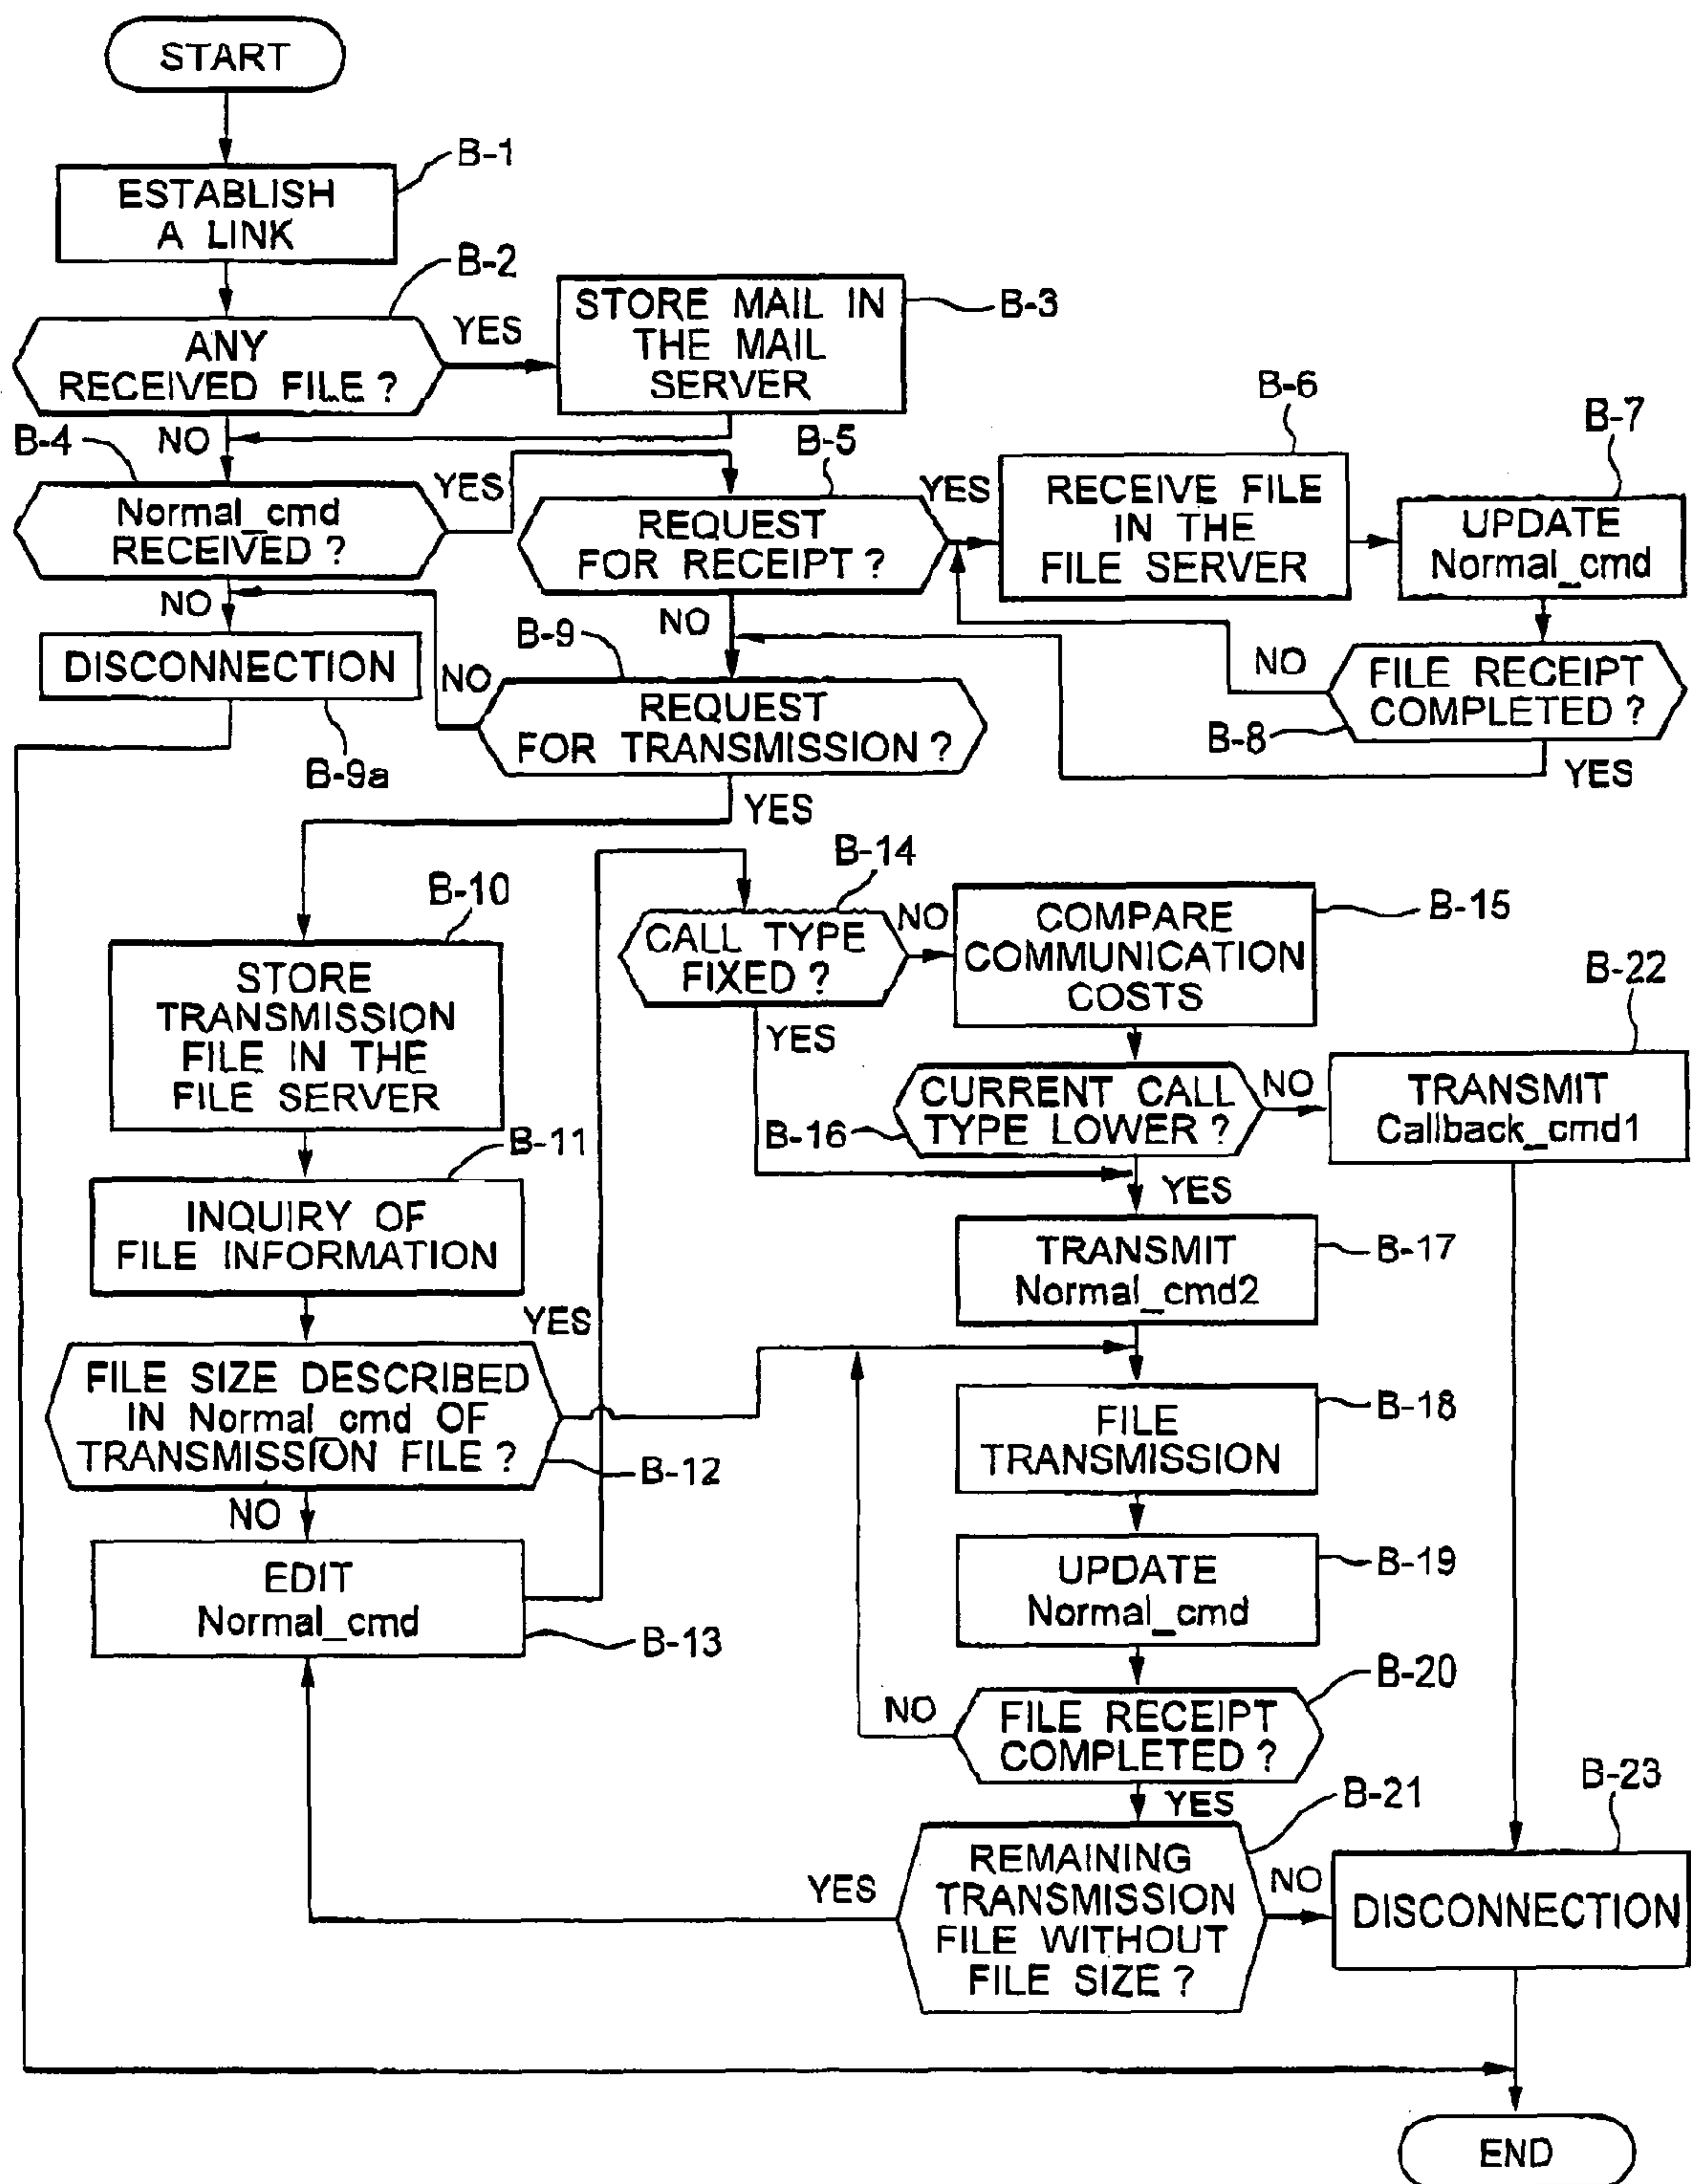 START
B-1
ESTABLISH
A LINK
B-2
ANY
RECEIVED FILE ?
YES
STORE MAIL IN
THE MAIL
SERVER
B-3
NO
B-4
Normal_cmd
RECEIVED ?
YES
B-5
REQUEST
FOR RECEIPT ?
YES
B-6
RECEIVE FILE
IN THE
FILE SERVER
B-7
UPDATE
Normal_cmd
NO
DISCONNECTION
B-9a
NO
B-9
NO
REQUEST
FOR TRANSMISSION ?
NO
FILE RECEIPT
COMPLETED ?
B-8
YES
YES
B-10
STORE
TRANSMISSION
FILE IN THE
FILE SERVER
B-11
INQUIRY OF
FILE INFORMATION
YES
FILE SIZE DESCRIBED
IN Normal_cmd OF
TRANSMISSION FILE ?
B-12
NO
EDIT
Normal_cmd
B-13
B-14
CALL TYPE
FIXED ?
NO
YES
COMPARE
COMMUNICATION
COSTS
B-15
CURRENT CALL
TYPE LOWER ?
B-16
NO
YES
B-22
TRANSMIT
Callback_cmd1
TRANSMIT
Normal_cmd2
B-17
FILE
TRANSMISSION
B-18
UPDATE
Normal_cmd
B-19
FILE RECEIPT
COMPLETED ?
B-20
NO
YES
B-21
REMAINING
TRANSMISSION
FILE WITHOUT
FILE SIZE ?
YES
NO
B-23
DISCONNECTION
END